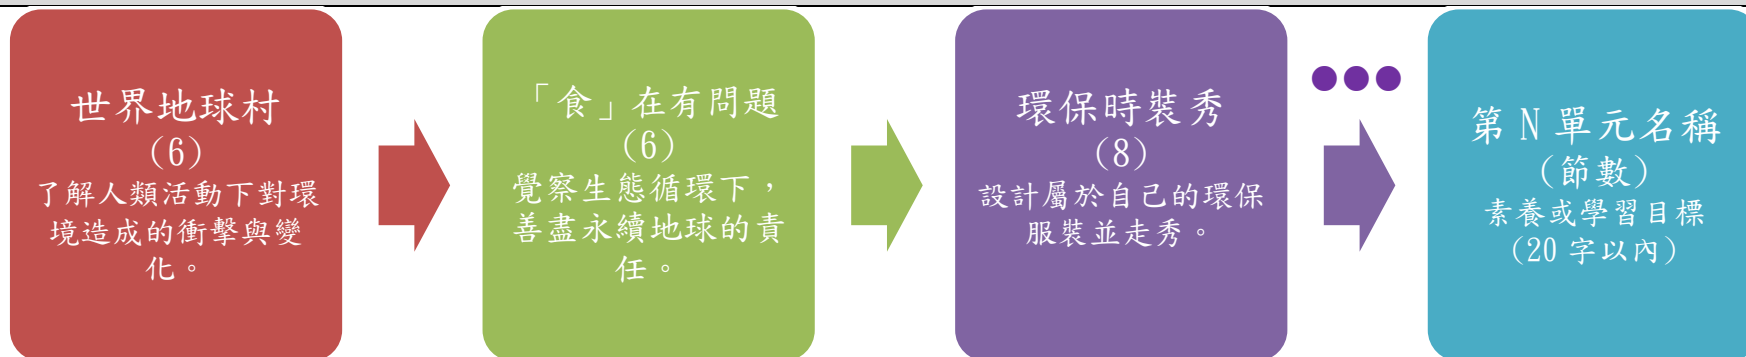 世界地球村
(6)
了解人類活動下對環
境造成的衝擊與變
化。
「食」在有問題
(6)
覺察生態循環下，
善盡永續地球的責
任。
環保時裝秀
(8)
設計屬於自己的環保
服裝並走秀。
第 N 單元名稱
(節數)
素養或學習目標
(20 字以內)